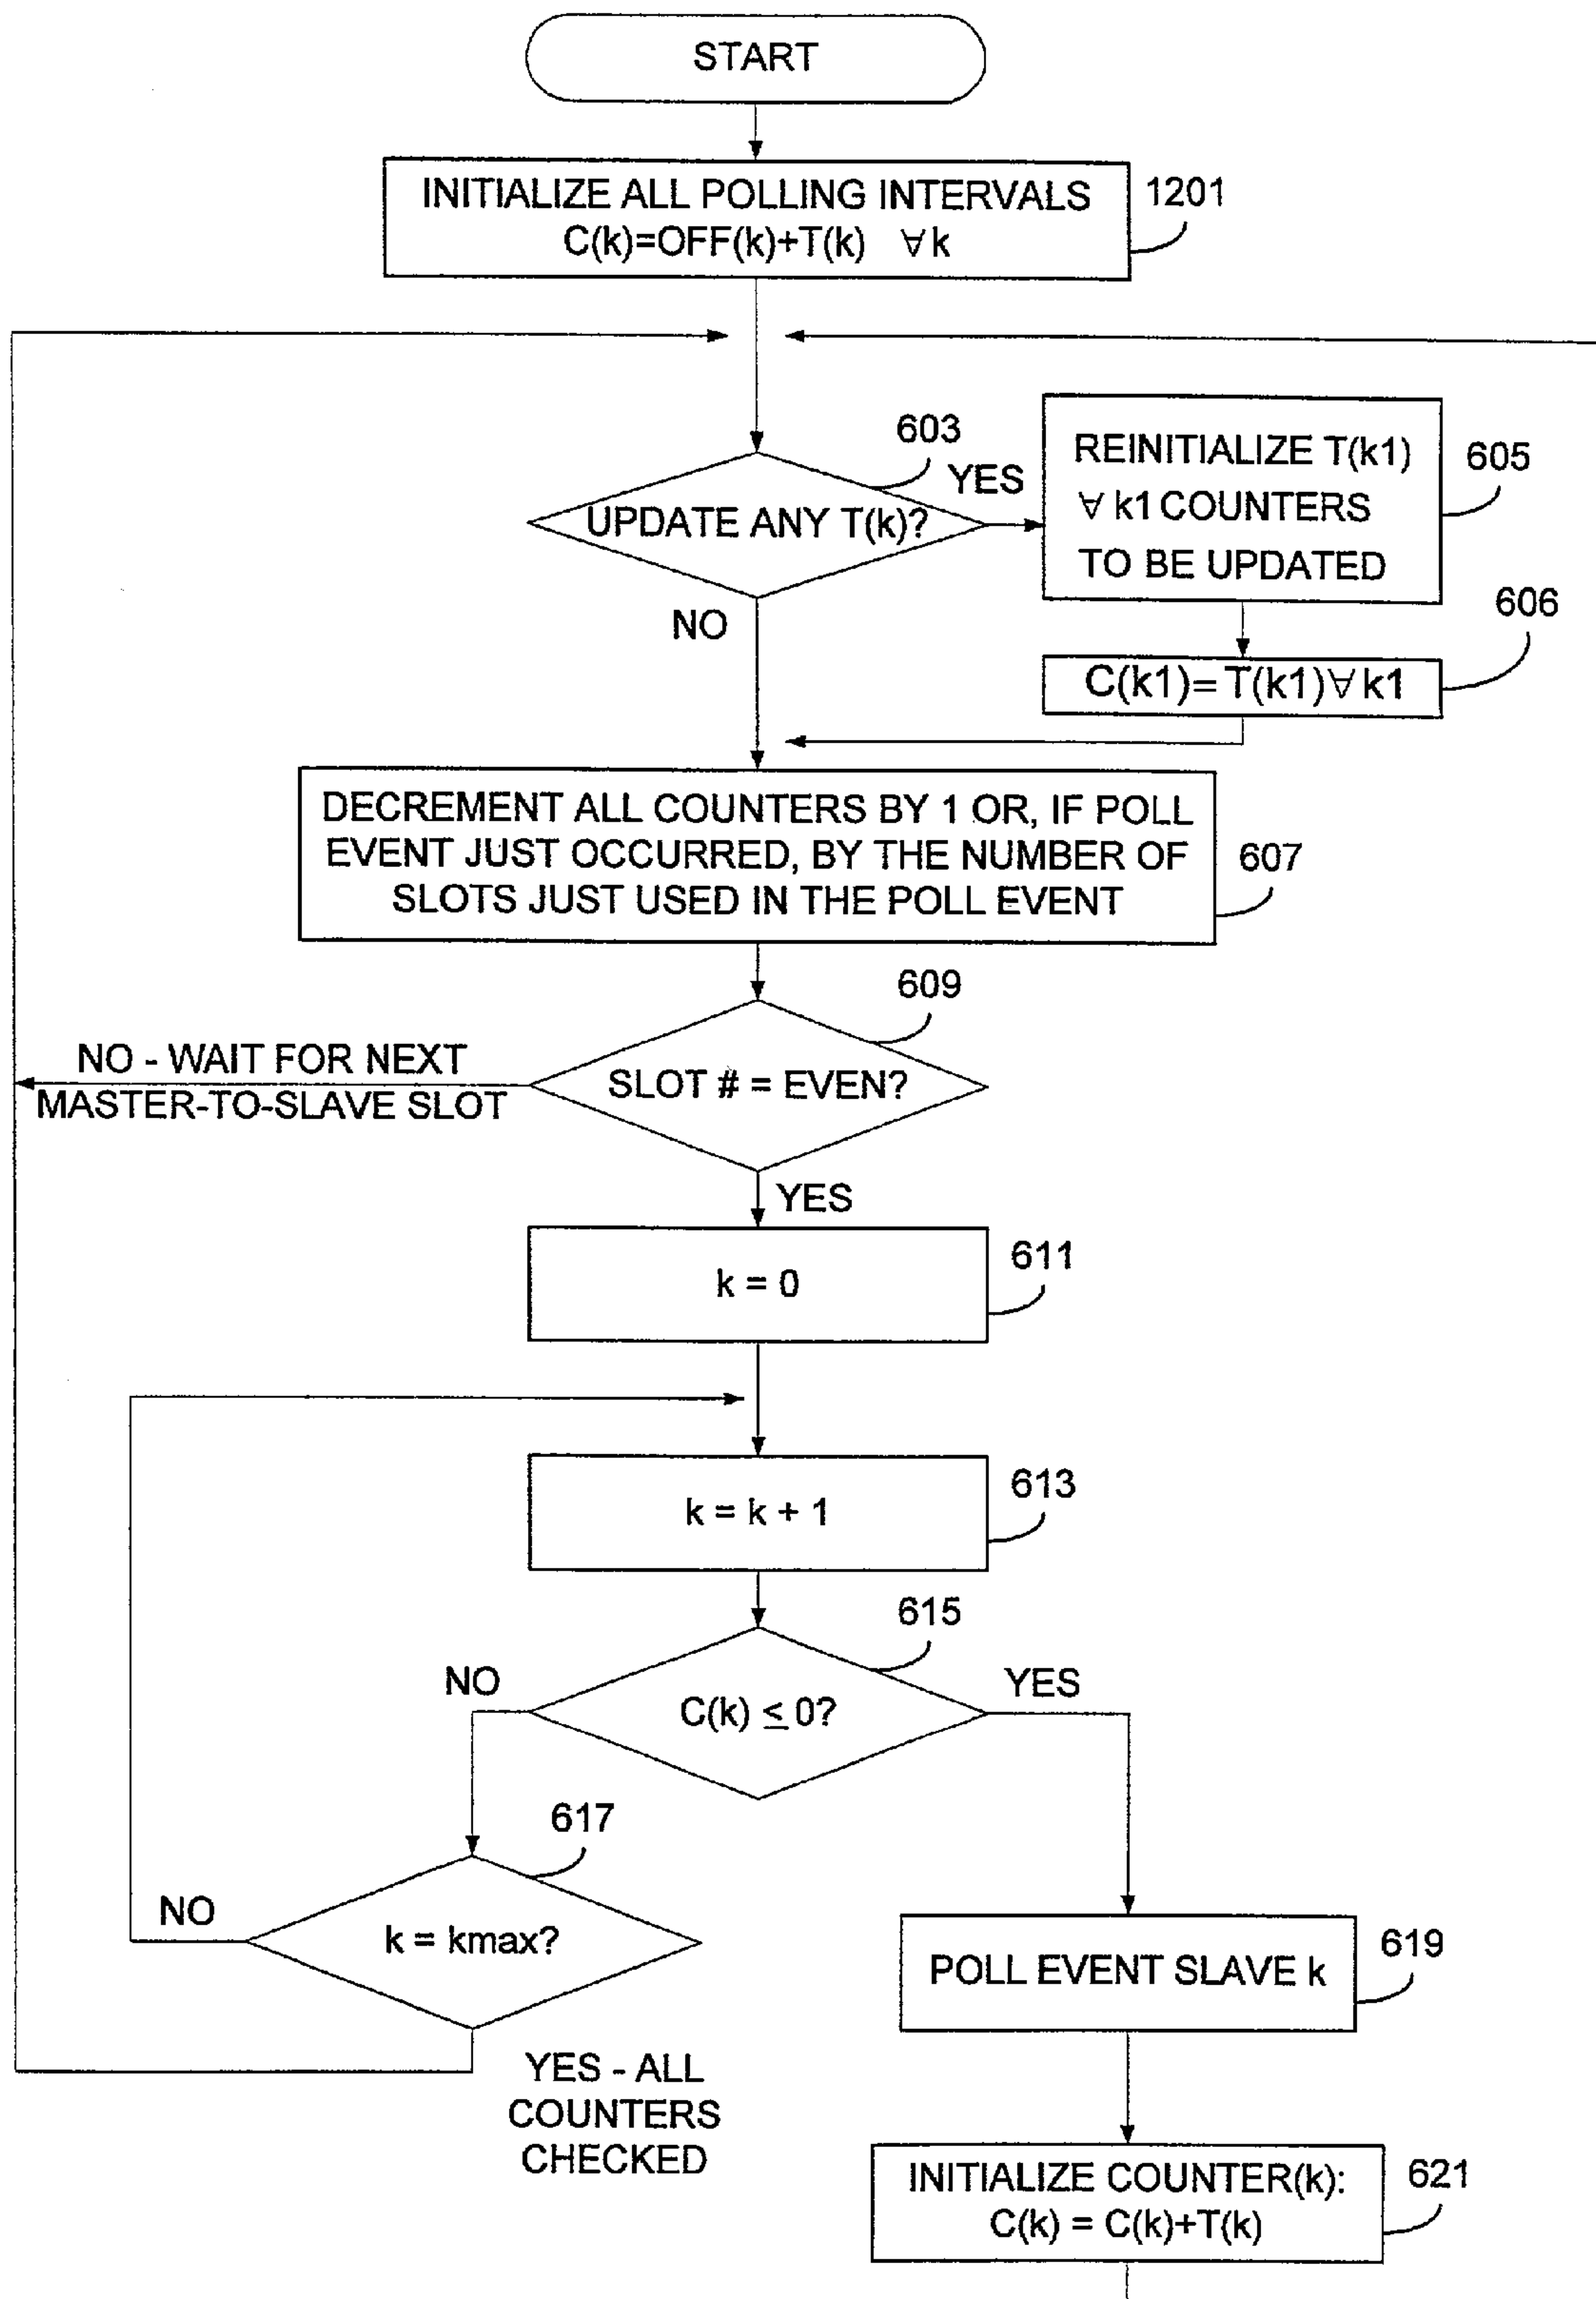 START
INITIALIZE ALL POLLING INTERVALS
C(k)=OFF(k)+T(k) ∀k
1201
603
YES
UPDATE ANY T(k)?
NO
REINITIALIZE T(k1)
∀ k1 COUNTERS
TO BE UPDATED
605
606
C(k1)= T(k1)∀k1
DECREMENT ALL COUNTERS BY 1 OR, IF POLL
EVENT JUST OCCURRED, BY THE NUMBER OF
SLOTS JUST USED IN THE POLL EVENT
607
609
NO - WAIT FOR NEXT
MASTER-TO-SLAVE SLOT
SLOT # = EVEN?
YES
k = 0
611
k = k + 1
613
615
NO
YES
C(k) ≤ 0?
617
NO
k = kmax?
POLL EVENT SLAVE k
619
YES - ALL
COUNTERS
CHECKED
INITIALIZE COUNTER(k):
C(k) = C(k)+T(k)
621